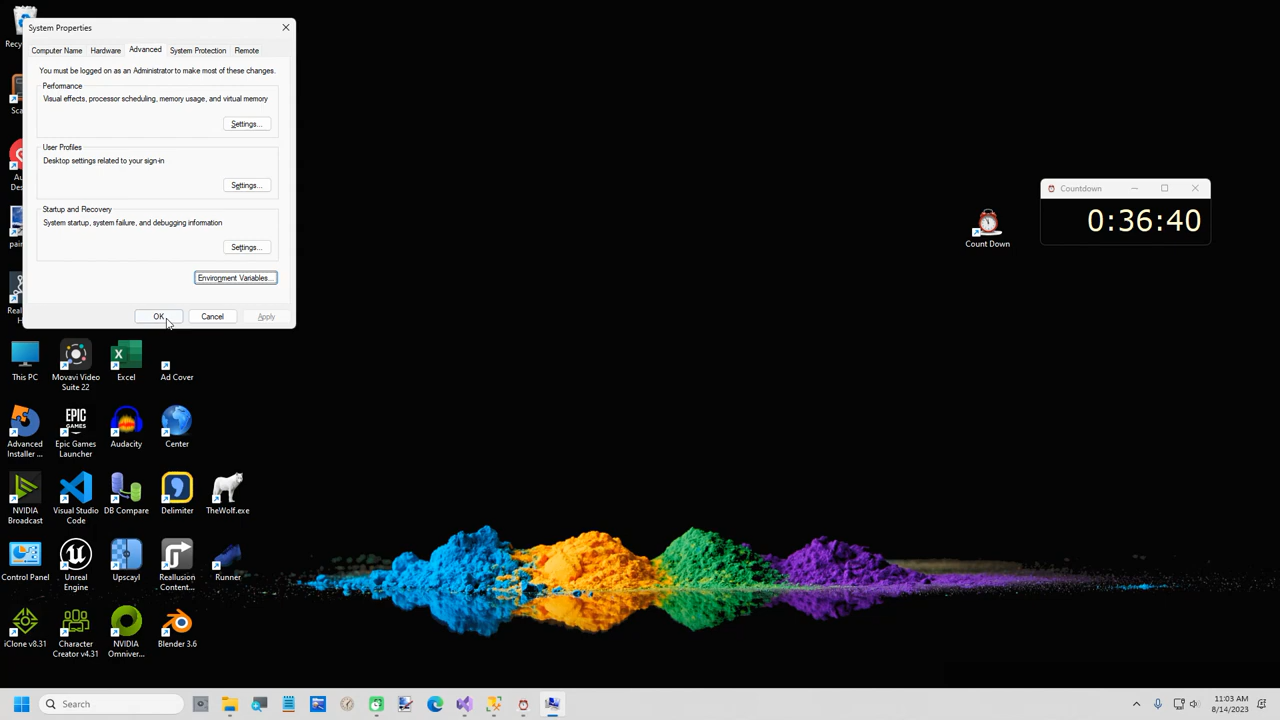 System Properties
Computer Name Hardware Advanced System Protection Remote
You must be logged on as an Administrator to make most of these changes.
Performance
Visual effects, processor scheduling, memory usage, and virtual memory
Settings...
User Profiles
Desktop settings related to your sign-in
Settings...
Startup and Recovery
System startup, system failure, and debugging information
Settings...
Environment Variables...
OK Cancel Apply
Countdown
0:36:40
Count Down
This PC
Movavi Video
Suite 22
Excel
Ad Cover
Advanced
Installer ...
EPIC
GAMES
Epic Games
Launcher
Audacity
Center
NVIDIA
Broadcast
Visual Studio
Code
DB Compare
Delimiter
TheWolf.exe
Control Panel
Unreal
Engine
Upscayl
Reallusion
Content...
Runner
iClone v8.31
Character
Creator v4.31
NVIDIA
Omniver...
Blender 3.6
Search
11:03 AM
8/14/2023